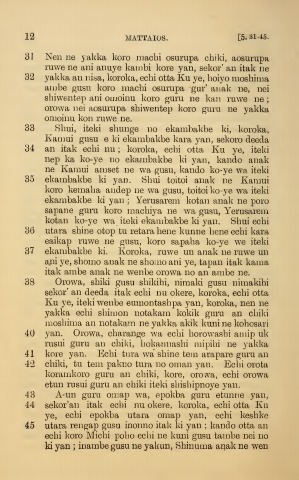 12 MATTAIOS. [5, 31-45.
31 Nen ne yakka koro machi osurupa chiki, aosurupa
ruwe ne ani anuye kambi kore yan, sekor' an itak ne
32 yakka an nisa, koroka, echi otta Ku ye, hoiyo moshima
ambe gusu koro machi osurupa gur' anak ne, nei
shiwentep ani omoinu koro guru ne kan ruwe ne;
orowa nei aosurupa shiwentep koro guru ne yakka
omoinu kon ruwe ne.
33 Shui, iteki shunge no ekambakbe ki, koroka,
Kamui gusu e ki ekambakbe kara yan, sekoro deeda
34 an itak echi nu; koroka, echi otta Ku ye, iteki
nep ka ko-ye no ekambakbe ki yan, kando anak
ne Kamui amset ne wa gusu, kando ko-ye wa iteki
35 ekambakbe ki yan. Shui toitoi anak ne Kamui
koro kemaha andep ne wa gusu, toitoi ko-ye wa iteki
ekambakbe ki yan; Yerusarem kotan anak ne poro
sapane guru koro machiya ne wa gusu, Yerusarem
kotan ko-ye wa iteki ekambakbe ki yan. Shui echi
36 utara shine otop tu retara hene kunne hene echi kara
eaikap ruwe ne gusu, koro sapaha ko-ye we iteki
37 ekambakbe ki. Koroka, ruwe un anak ne ruwe un
ani ye, shomo anak ne shomo ani ye, tapan itak kama
itak ambe anak ne wenbe orowa no an ambe ne.
38 Orowa, shiki gusu shikibi, nimaki gusu nimakibi
sekor' an deeda itak echi nu okere, koroka, echi otta
Ku ye, iteki wenbe eumontashpa yan, koroka, nen ne
yakka echi shimon notakam kokik guru an chiki
moshima an notakam ne yakka akik kuni ne kohosari
40 yan. Orowa, charange wa echi horowashi amip uk
rusui guru an chiki, hokamushi mipihi ne yakka
41 kore yan. Echi tura wa shine tem arapare guru an
42 chiki, tu tem pakno tura no oman yan. Echi orota
koramkoro guru an chiki, kore, orowa, echi orowa
etun rusui guru an chiki iteki shishipnoye yan.
43 A-un guru omap wa, epokba guru etunne yan,
44 sekor'an itak echi nu okere, koroka, echi otta Ku
ye, echi epokba utara omap yan, echi keshke
45 utara rengap gusu inonno itak ki yan; kando otta an
echi koro Michi poho echi ne kuni gusu tambe nei no
ki yan; inambe gusu ne yakun, Shinuma anak ne wen